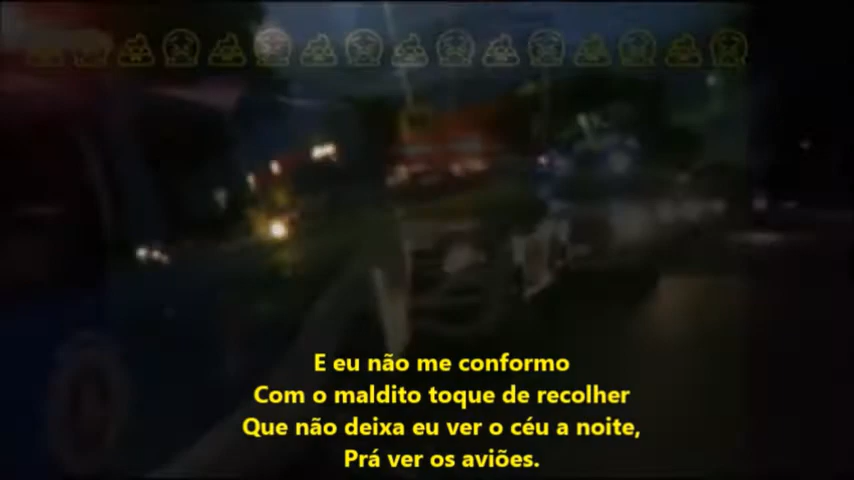 E eu não me conformo
Com o maldito toque de recolher
Que não deixa eu ver o céu a noite,
Prá ver os aviões.